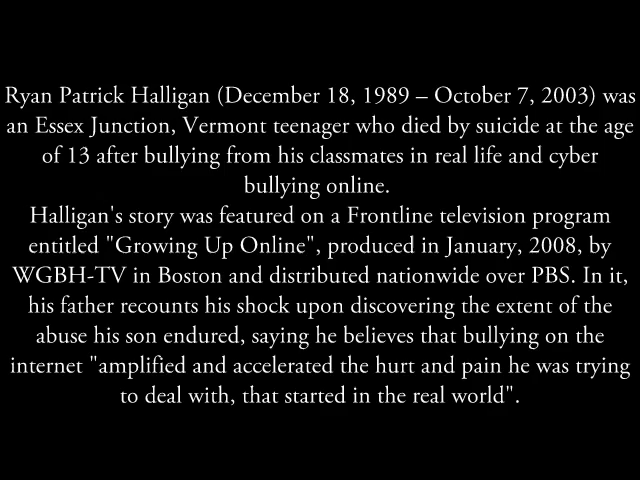 Ryan Patrick Halligan (December 18, 1989 – October 7, 2003) was
an Essex Junction, Vermont teenager who died by suicide at the age
of 13 after bullying from his classmates in real life and cyber
bullying online.
Halligan's story was featured on a Frontline television program
entitled "Growing Up Online", produced in January, 2008, by
WGBH-TV in Boston and distributed nationwide over PBS. In it,
his father recounts his shock upon discovering the extent of the
abuse his son endured, saying he believes that bullying on the
internet "amplified and accelerated the hurt and pain he was trying
to deal with, that started in the real world".